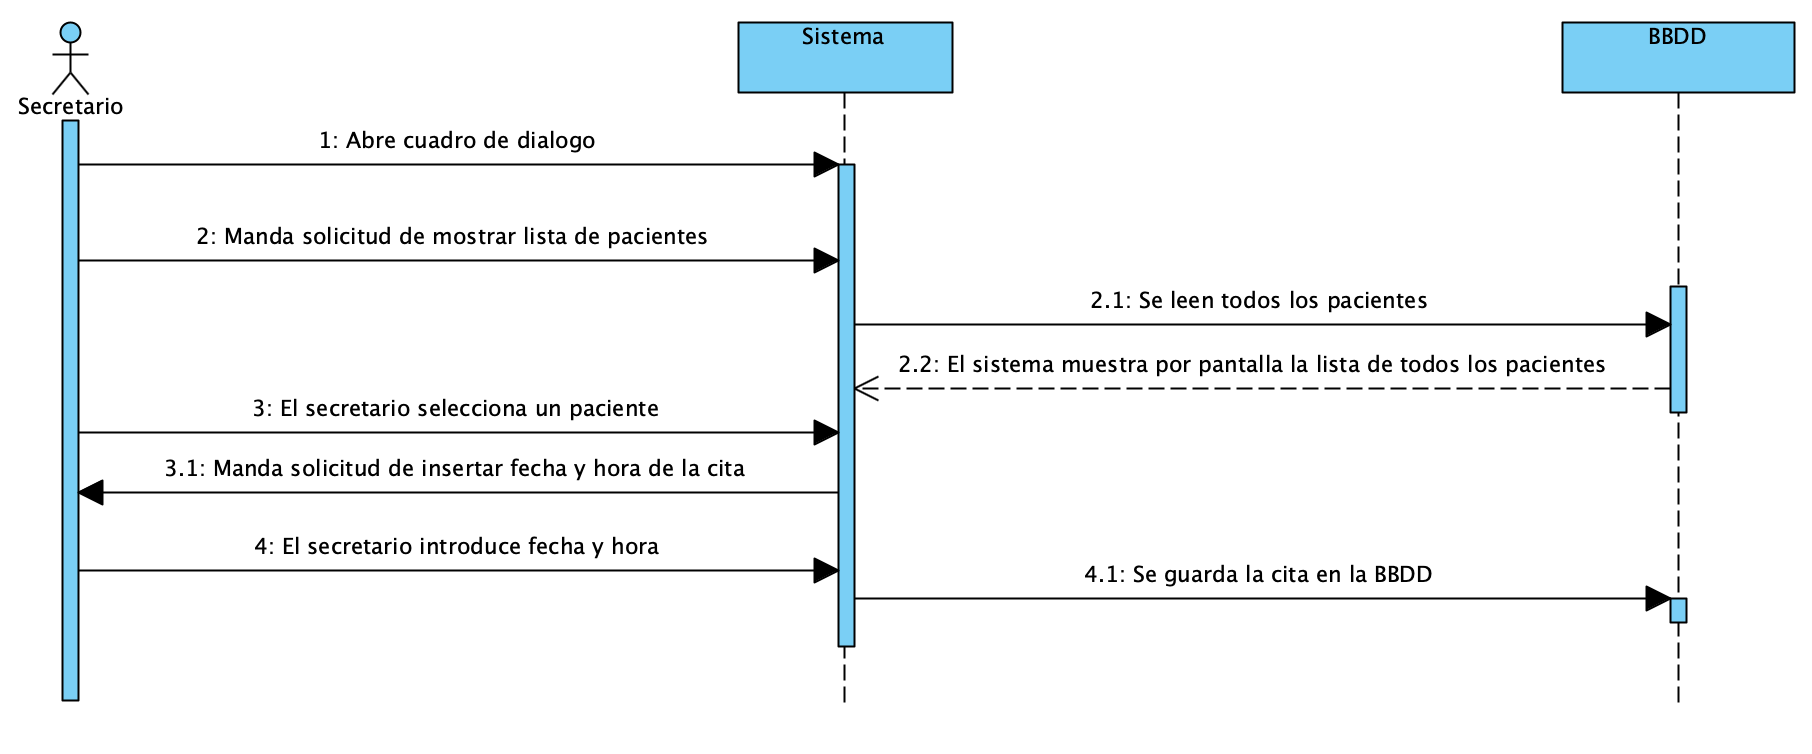 Secretario
Sistema
BBDD
1: Abre cuadro de dialogo
2: Manda solicitud de mostrar lista de pacientes
2.1: Se leen todos los pacientes
2.2: El sistema muestra por pantalla la lista de todos los pacientes
3: El secretario selecciona un paciente
3.1: Manda solicitud de insertar fecha y hora de la cita
4: El secretario introduce fecha y hora
4.1: Se guarda la cita en la BBDD